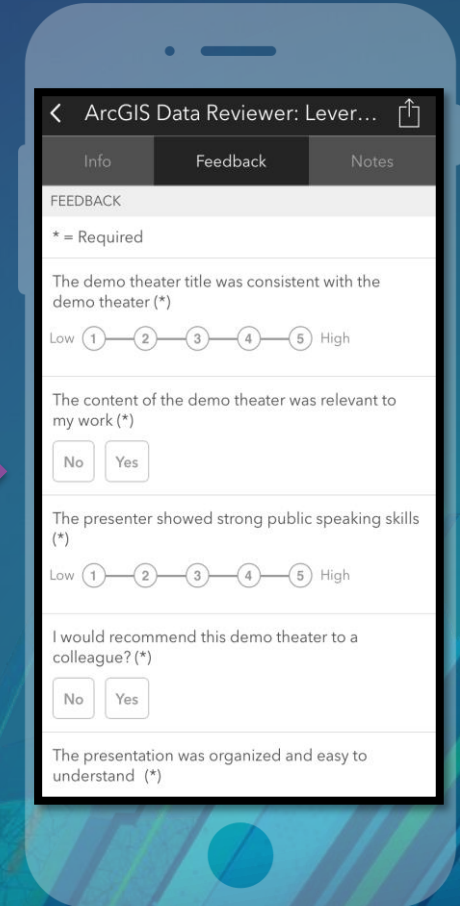 ArcGIS Data Reviewer: Lever...
Info Feedback Notes
FEEDBACK
* = Required
The demo theater title was consistent with the
demo theater (*)
Low 1 2 3 4 5 High
The content of the demo theater was relevant to
my work (*)
No Yes
The presenter showed strong public speaking skills
(*)
Low 1 2 3 4 5 High
I would recommend this demo theater to a
colleague? (*)
No Yes
The presentation was organized and easy to
understand (*)